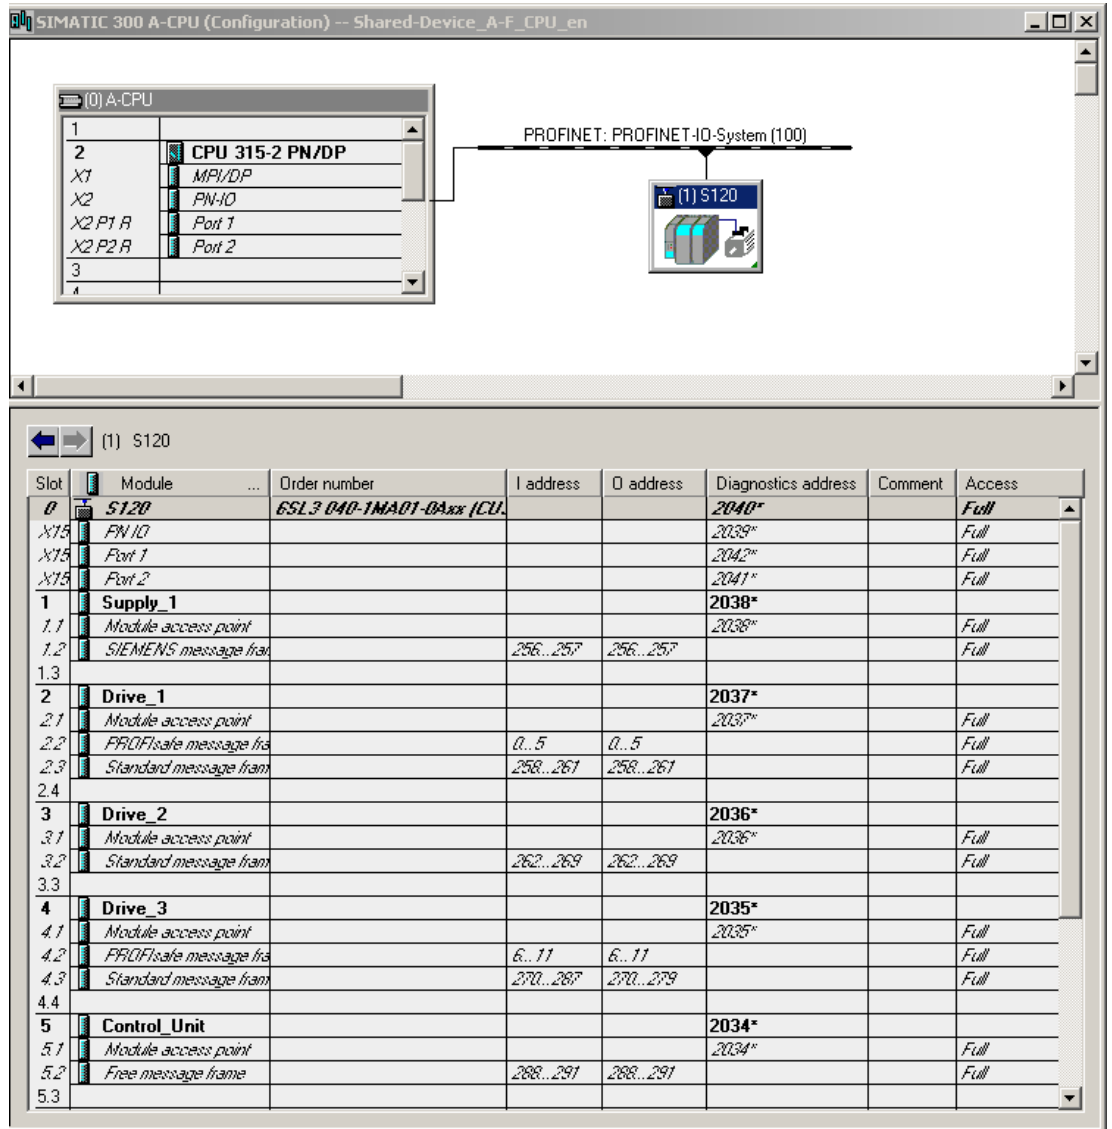 SIMATIC 300 A-CPU (Configuration) -- Shared-Device_A-F_CPU_en
(0) A-CPU
1
2 CPU 315-2 PN/DP
X1 MPI/DP
X2 PN-IO
X2 P1 R Port 1
X2 P2 R Port 2
3
4
PROFINET: PROFINET-IO-System (100)
(1) S120
(1) S120
Slot Module ... Order number I address O address Diagnostics address Comment Access
0 S120 6SL3 040-1MA01-0Axx (CU. 2040* Full
X15 PN IO 2039* Full
X15 Port 1 2042* Full
X15 Port 2 2041* Full
1 Supply_1 2038*
1.1 Module access point 2038* Full
1.2 SIEMENS message fra 256...257 256...257 Full
1.3
2 Drive_1 2037*
2.1 Module access point 2037* Full
2.2 PROFIsafe message fra 0...5 0...5 Full
2.3 Standard message fram 258...261 258...261 Full
2.4
3 Drive_2 2036*
3.1 Module access point 2036* Full
3.2 Standard message fram 262...269 262...269 Full
3.3
4 Drive_3 2035*
4.1 Module access point 2035* Full
4.2 PROFIsafe message fra 6...11 6...11 Full
4.3 Standard message fram 270...287 270...279 Full
4.4
5 Control_Unit 2034*
5.1 Module access point 2034* Full
5.2 Free message frame 288...291 288...291 Full
5.3